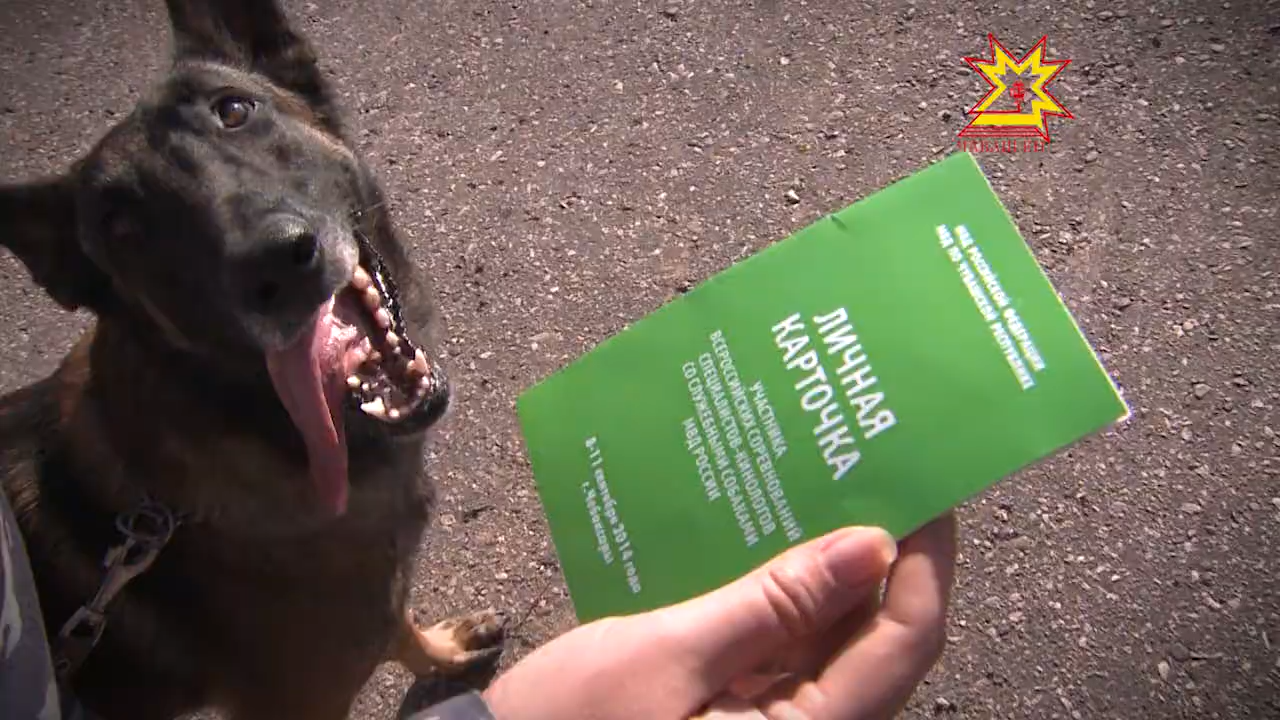 МВД РОССИЙСКОЙ ФЕДЕРАЦИИ
МВД ПО ЧУВАШСКОЙ РЕСПУБЛИКЕ
ЛИЧНАЯ
КАРТОЧКА
УЧАСТНИКА
ВСЕРОССИЙСКИХ СОРЕВНОВАНИЙ
СПЕЦИАЛИСТОВ-КИНОЛОГОВ
СО СЛУЖЕБНЫМИ СОБАКАМИ
МВД РОССИИ
8-11 сентября 2014 года
г.Чебоксары